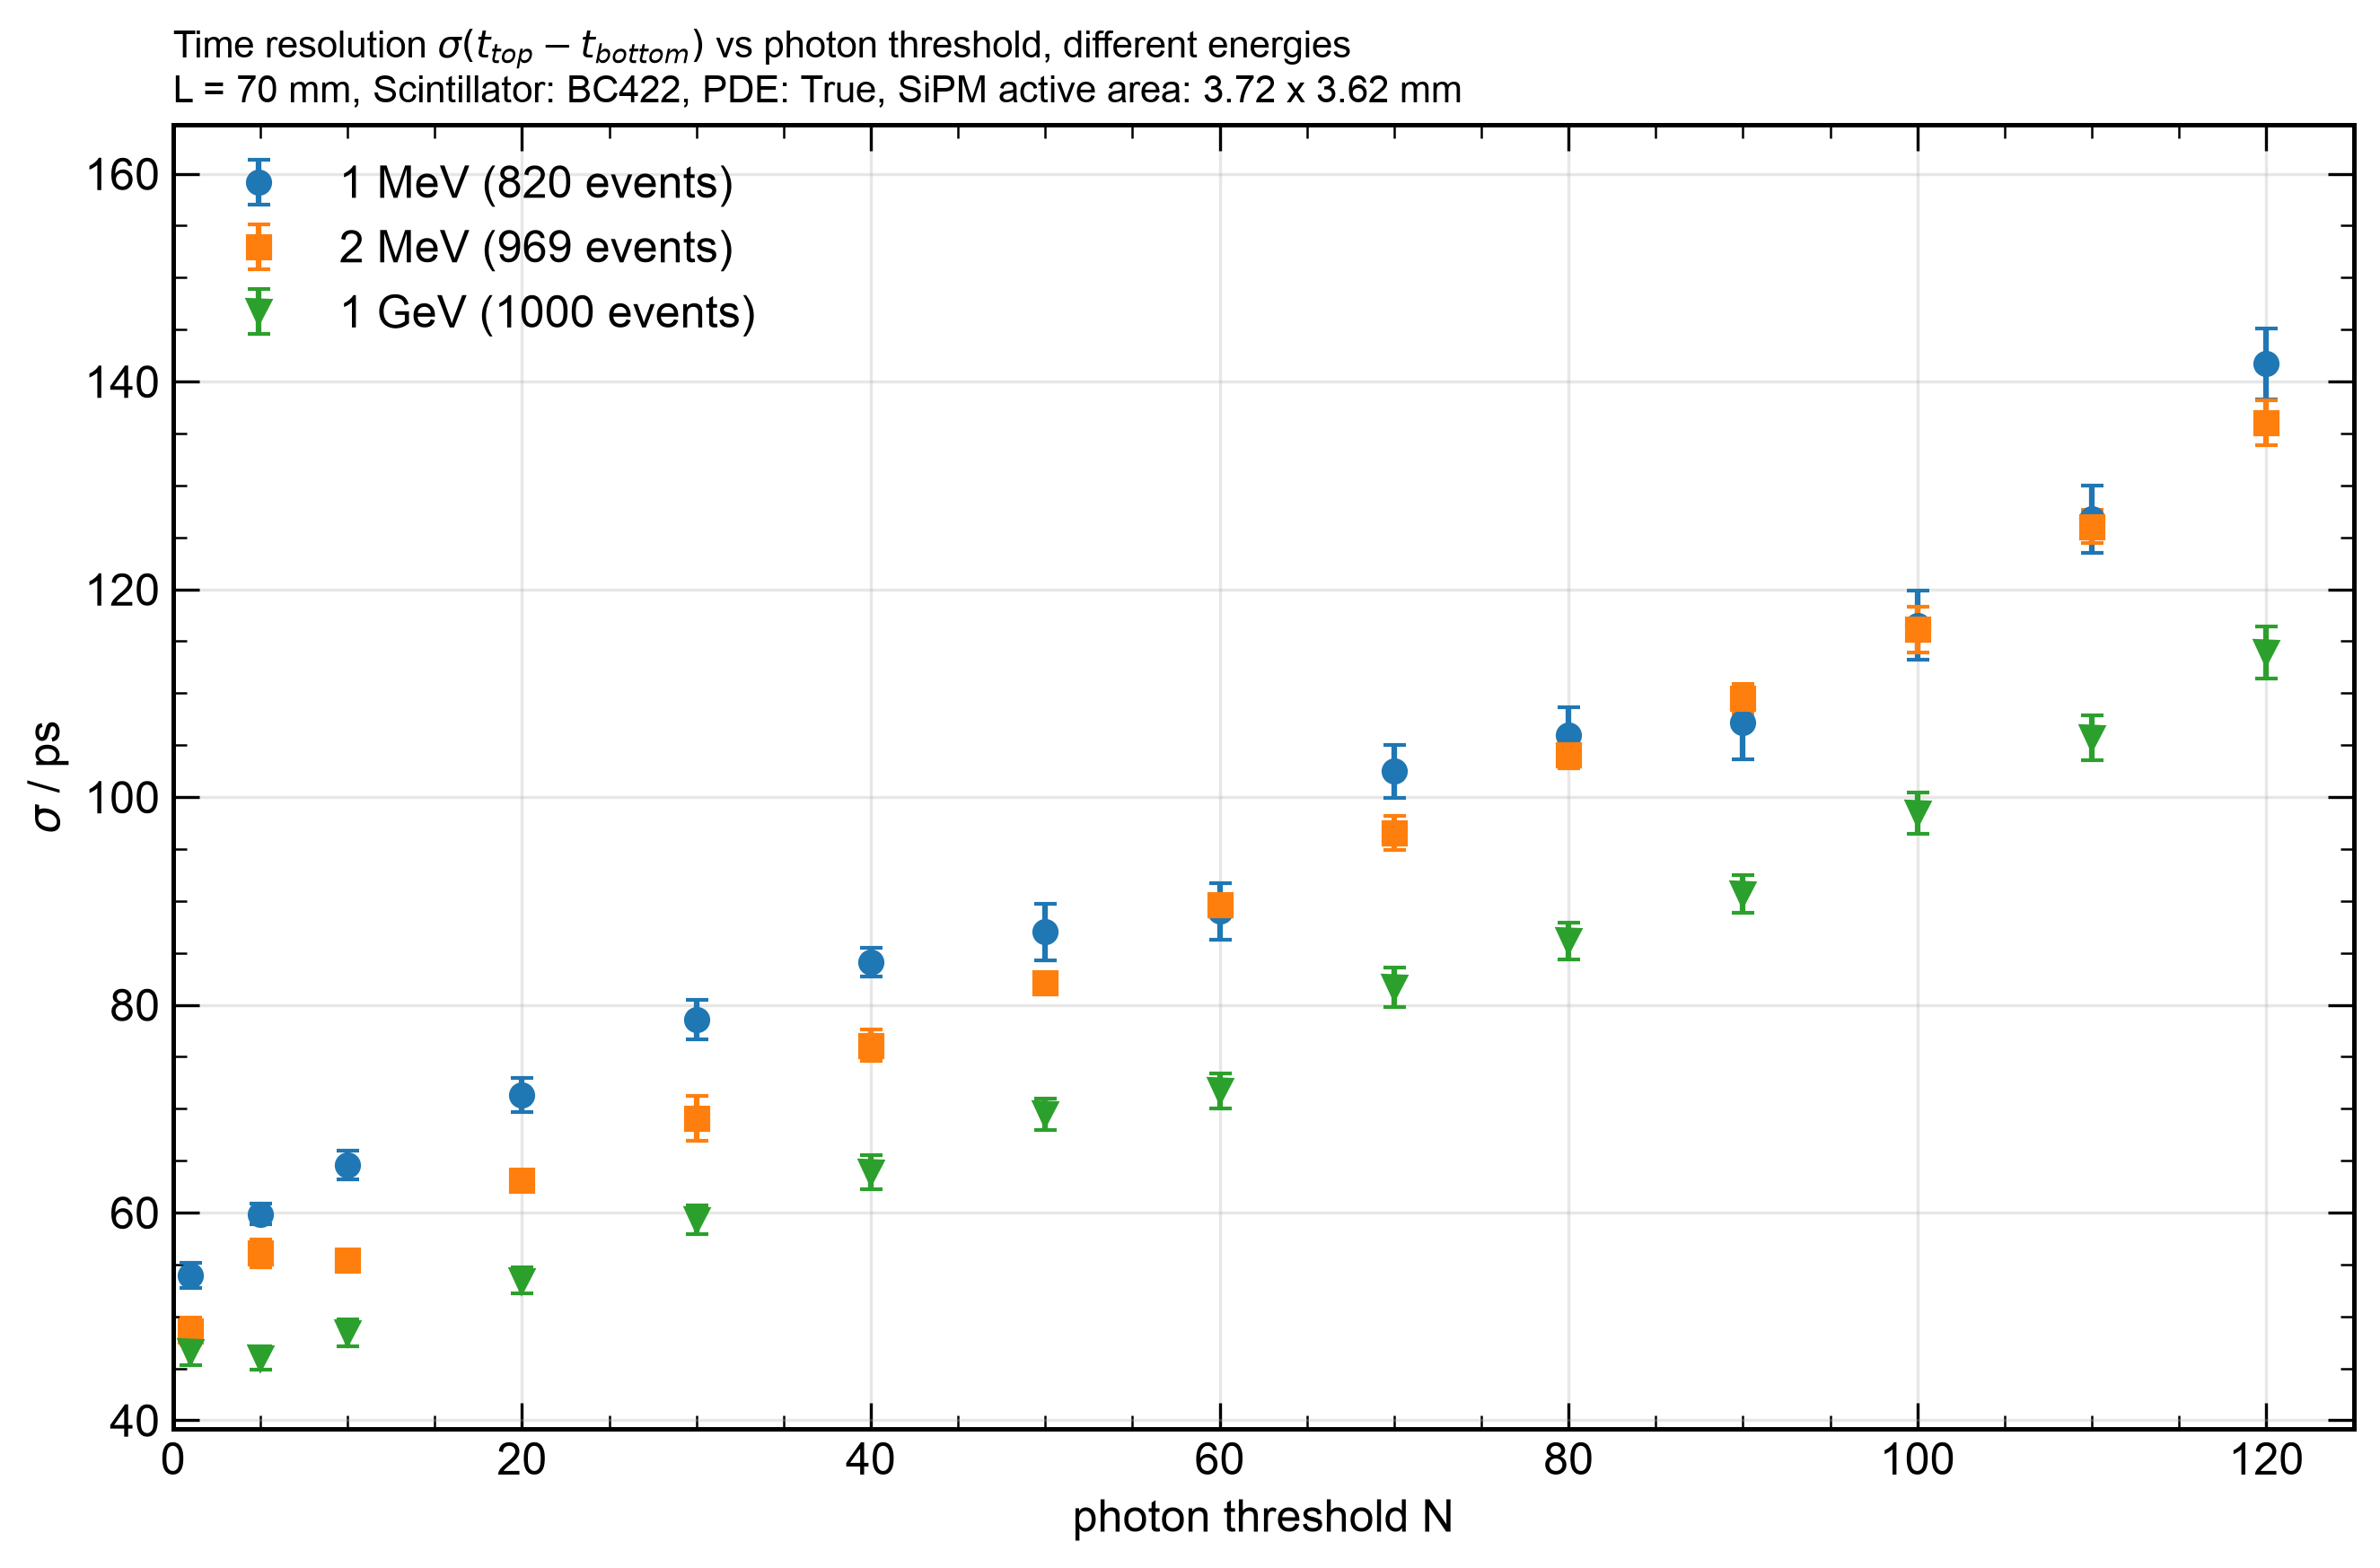 Time resolution σ(t_top − t_bottom) vs photon threshold, different energies
L = 70 mm, Scintillator: BC422, PDE: True, SiPM active area: 3.72 x 3.62 mm
1 MeV (820 events)
2 MeV (969 events)
1 GeV (1000 events)
160
140
120
100
80
60
40
σ / ps
0 20 40 60 80 100 120
photon threshold N